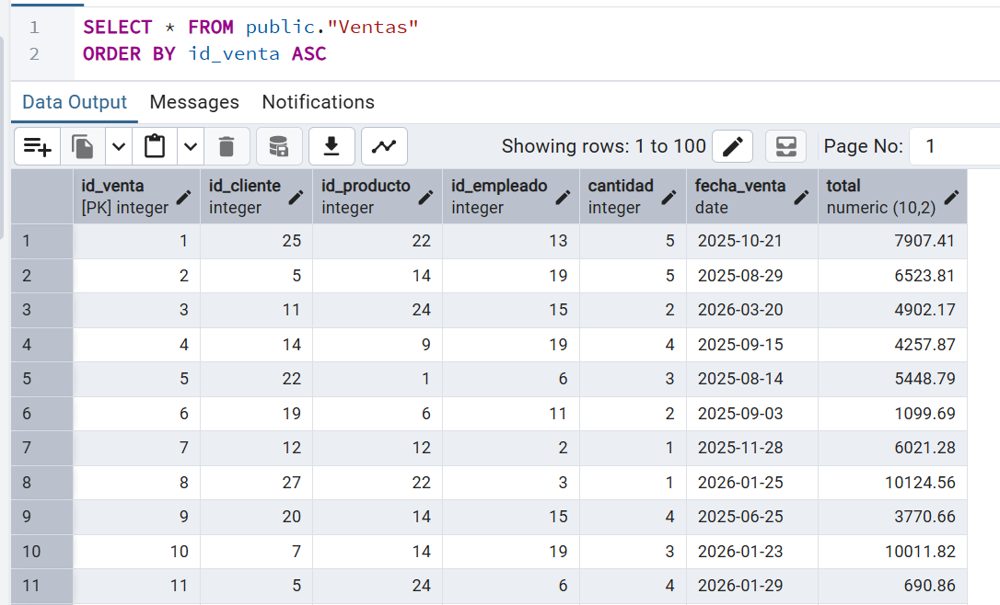 1 SELECT * FROM public."Ventas"
2 ORDER BY id_venta ASC
Data Output Messages Notifications
Showing rows: 1 to 100 Page No: 1
id_venta id_cliente id_producto id_empleado cantidad fecha_venta total
[PK] integer integer integer integer integer date numeric (10,2)
1 1 25 22 13 5 2025-10-21 7907.41
2 2 5 14 19 5 2025-08-29 6523.81
3 3 11 24 15 2 2026-03-20 4902.17
4 4 14 9 19 4 2025-09-15 4257.87
5 5 22 1 6 3 2025-08-14 5448.79
6 6 19 6 11 2 2025-09-03 1099.69
7 7 12 12 2 1 2025-11-28 6021.28
8 8 27 22 3 1 2026-01-25 10124.56
9 9 20 14 15 4 2025-06-25 3770.66
10 10 7 14 19 3 2026-01-23 10011.82
11 11 5 24 6 4 2026-01-29 690.86